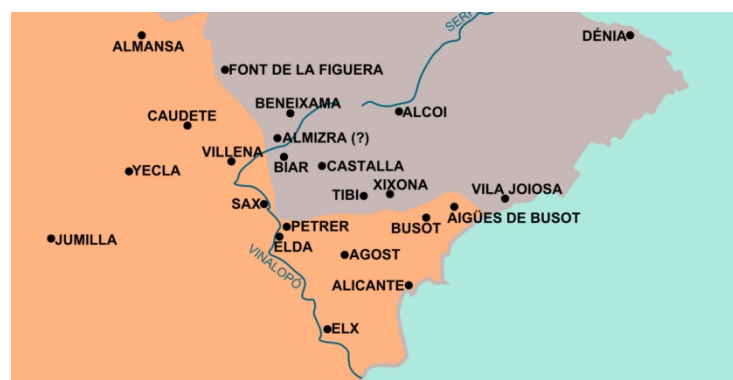 SERP
DÉNIA
ALMANSA
FONT DE LA FIGUERA
BENEIXAMA
ALCOI
CAUDETE
ALMIZRA (?)
VILLENA
BIAR
CASTALLA
YECLA
XIXONA
TIBI
VILA JOIOSA
SAX
AIGÜES DE BUSOT
PETRER
BUSOT
JUMILLA
ELDA
AGOST
VINALOPÓ
ALICANTE
ELX